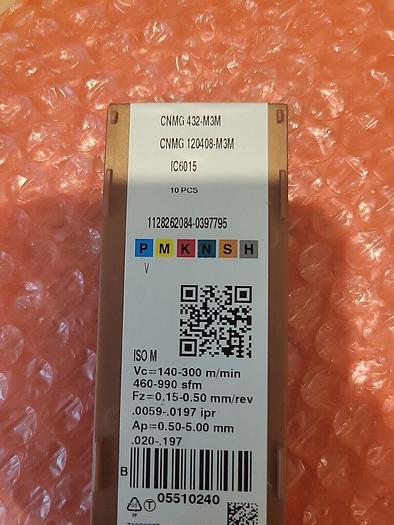 CNMG 432-M3M
CNMG 120408-M3M
IC6015
10 PCS
1128262084-0397795
P M K N S H
V
ISO M
Vc=140-300 m/min
460-990 sfm
Fz=0.15-0.50 mm/rev
.0059-.0197 ipr
Ap=0.50-5.00 mm
.020-.197
B
05510240
T
PP